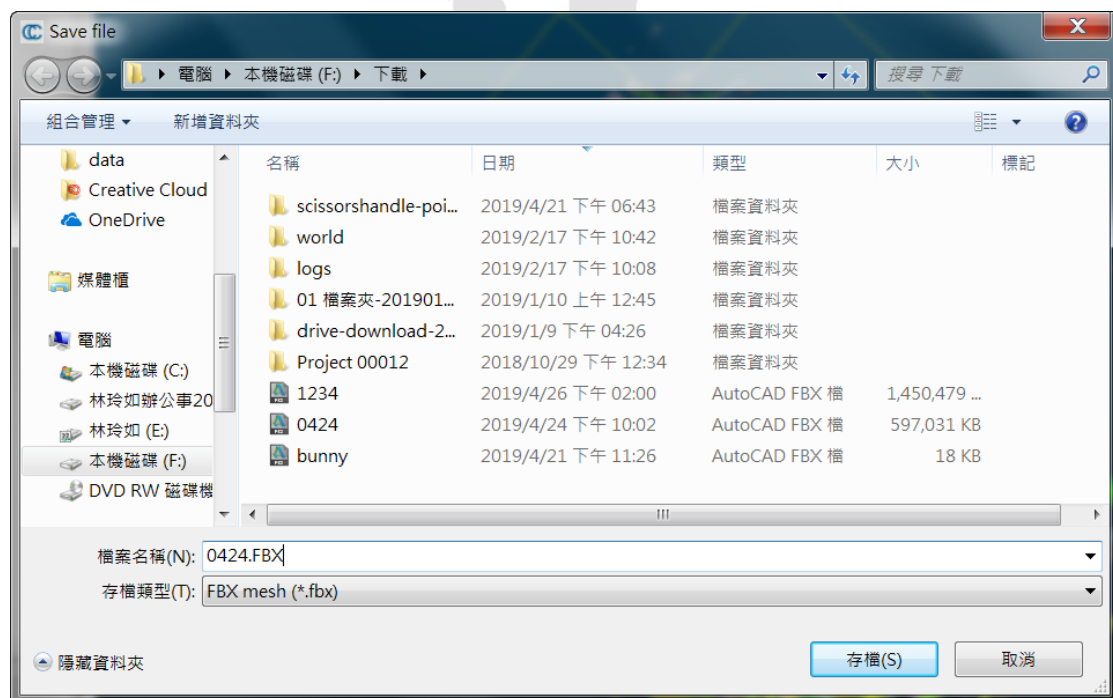 Save file
電腦 ▸ 本機磁碟 (F:) ▸ 下載 ▸ 搜尋 下載
組合管理 ▾ 新增資料夾
data
Creative Cloud
OneDrive
媒體櫃
電腦
本機磁碟 (C:)
林玲如辦公事20
林玲如 (E:)
本機磁碟 (F:)
DVD RW 磁碟機
名稱 日期 類型 大小 標記
scissorshandle-poi... 2019/4/21 下午 06:43 檔案資料夾
world 2019/2/17 下午 10:42 檔案資料夾
logs 2019/2/17 下午 10:08 檔案資料夾
01 檔案夾-201901... 2019/1/10 上午 12:45 檔案資料夾
drive-download-2... 2019/1/9 下午 04:26 檔案資料夾
Project 00012 2018/10/29 下午 12:34 檔案資料夾
1234 2019/4/26 下午 02:00 AutoCAD FBX 檔 1,450,479 ...
0424 2019/4/24 下午 10:02 AutoCAD FBX 檔 597,031 KB
bunny 2019/4/21 下午 11:26 AutoCAD FBX 檔 18 KB
檔案名稱(N): 0424.FBX
存檔類型(T): FBX mesh (*.fbx)
隱藏資料夾 存檔(S) 取消